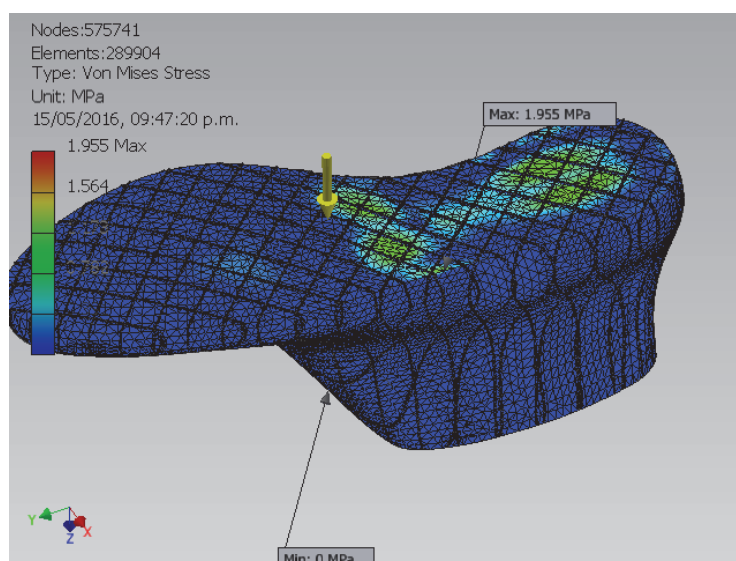 Nodes:575741
Elements:289904
Type: Von Mises Stress
Unit: MPa
15/05/2016, 09:47:20 p.m.
Max: 1.955 MPa
1.955 Max
1.564
Y
Z
X
Min: 0 MPa